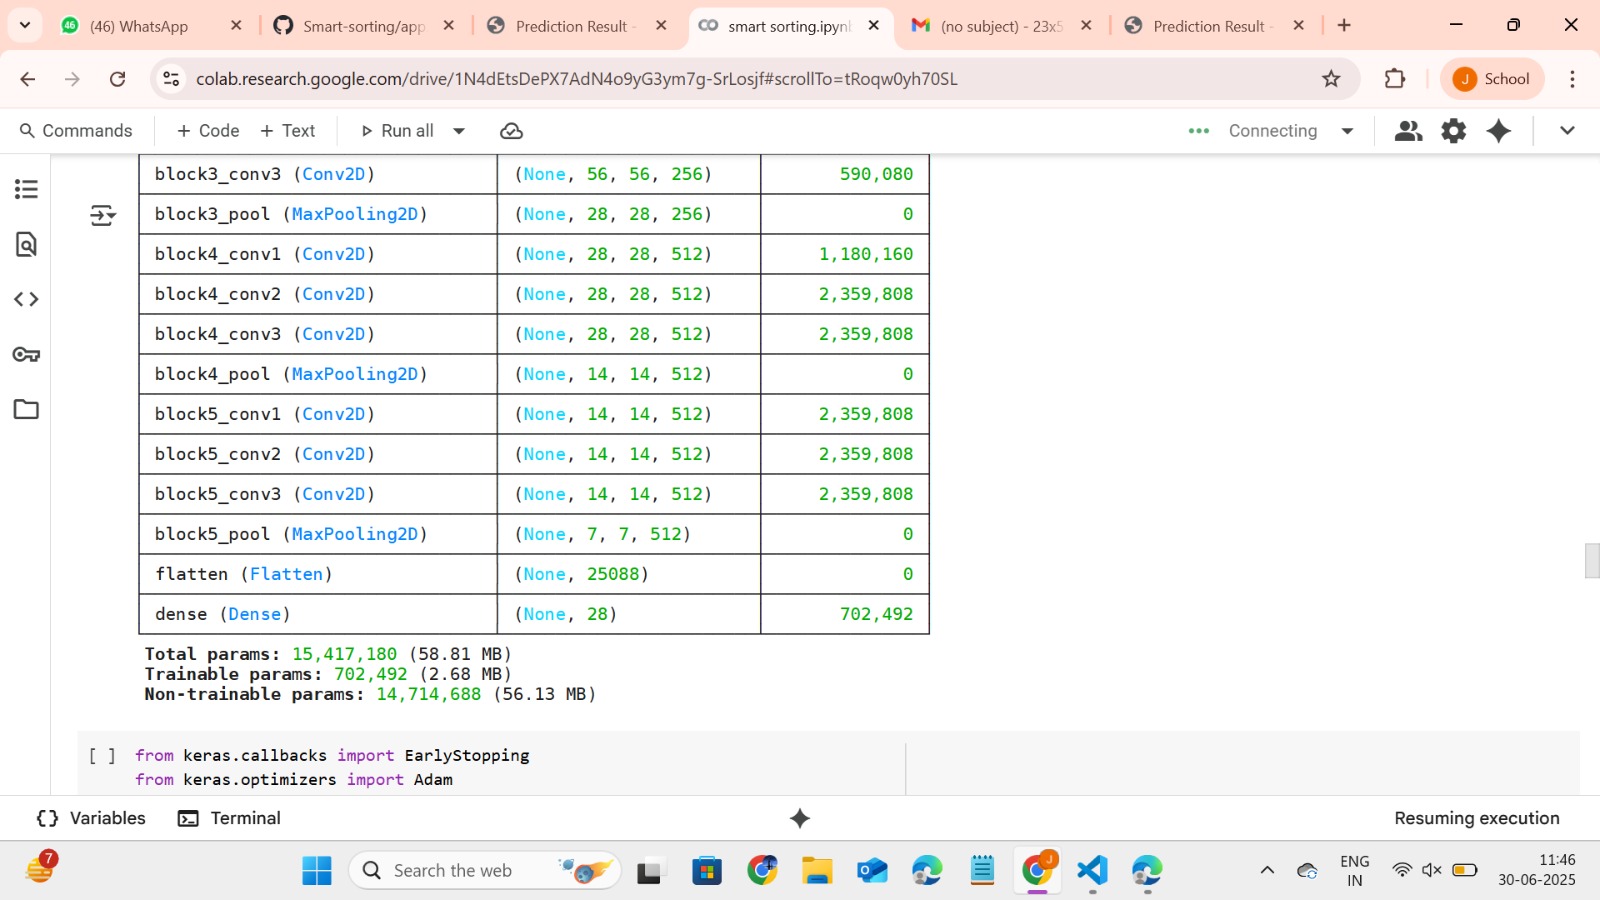 46
(46) WhatsApp
Smart-sorting/app
Prediction Result -
smart sorting.ipynb
(no subject) - 23x5
Prediction Result -
colab.research.google.com/drive/1N4dEtsDePX7AdN4o9yG3ym7g-SrLosjf#scrollTo=tRoqw0yh70SL
J School
Commands + Code + Text Run all Connecting
block3_conv3 (Conv2D) (None, 56, 56, 256) 590,080
block3_pool (MaxPooling2D) (None, 28, 28, 256) 0
block4_conv1 (Conv2D) (None, 28, 28, 512) 1,180,160
block4_conv2 (Conv2D) (None, 28, 28, 512) 2,359,808
block4_conv3 (Conv2D) (None, 28, 28, 512) 2,359,808
block4_pool (MaxPooling2D) (None, 14, 14, 512) 0
block5_conv1 (Conv2D) (None, 14, 14, 512) 2,359,808
block5_conv2 (Conv2D) (None, 14, 14, 512) 2,359,808
block5_conv3 (Conv2D) (None, 14, 14, 512) 2,359,808
block5_pool (MaxPooling2D) (None, 7, 7, 512) 0
flatten (Flatten) (None, 25088) 0
dense (Dense) (None, 28) 702,492
Total params: 15,417,180 (58.81 MB)
Trainable params: 702,492 (2.68 MB)
Non-trainable params: 14,714,688 (56.13 MB)
[ ] from keras.callbacks import EarlyStopping
from keras.optimizers import Adam
{} Variables Terminal Resuming execution
7
Search the web
J
ENG
IN
11:46
30-06-2025